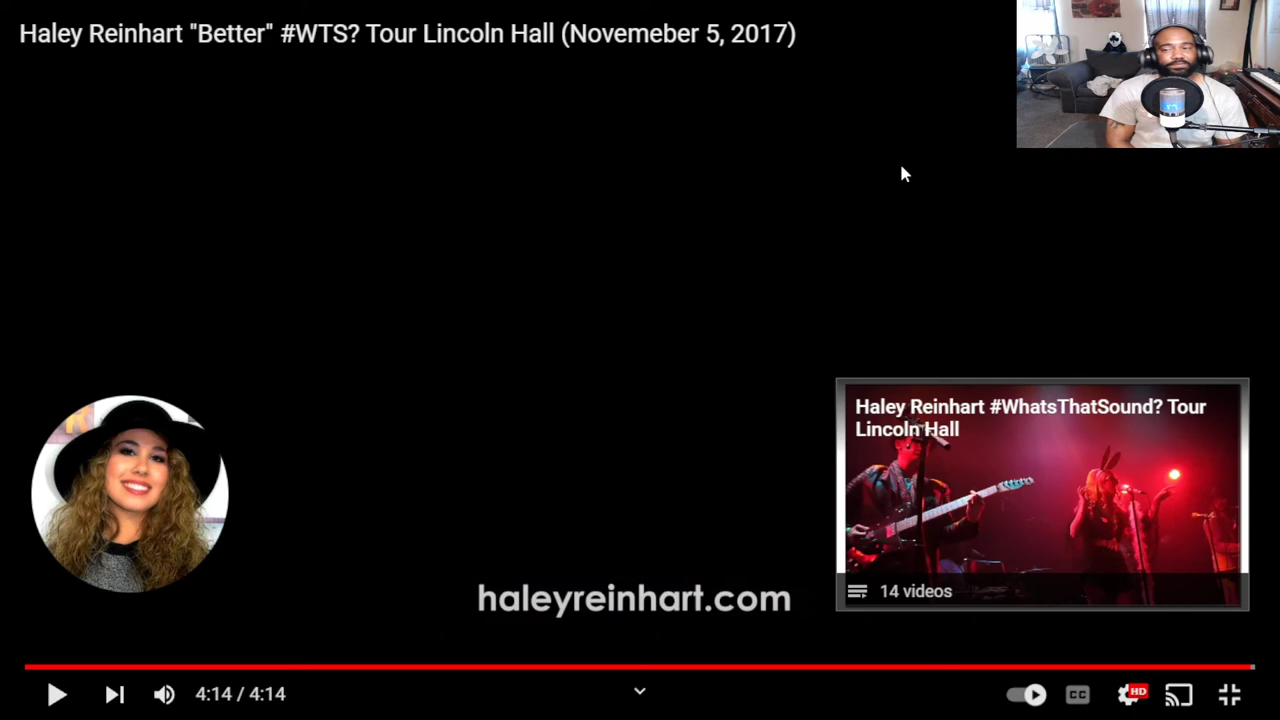 Haley Reinhart "Better" #WTS? Tour Lincoln Hall (Novemeber 5, 2017)
Haley Reinhart #WhatsThatSound? Tour
Lincoln Hall
14 videos
haleyreinhart.com
4:14 / 4:14
CC
HD